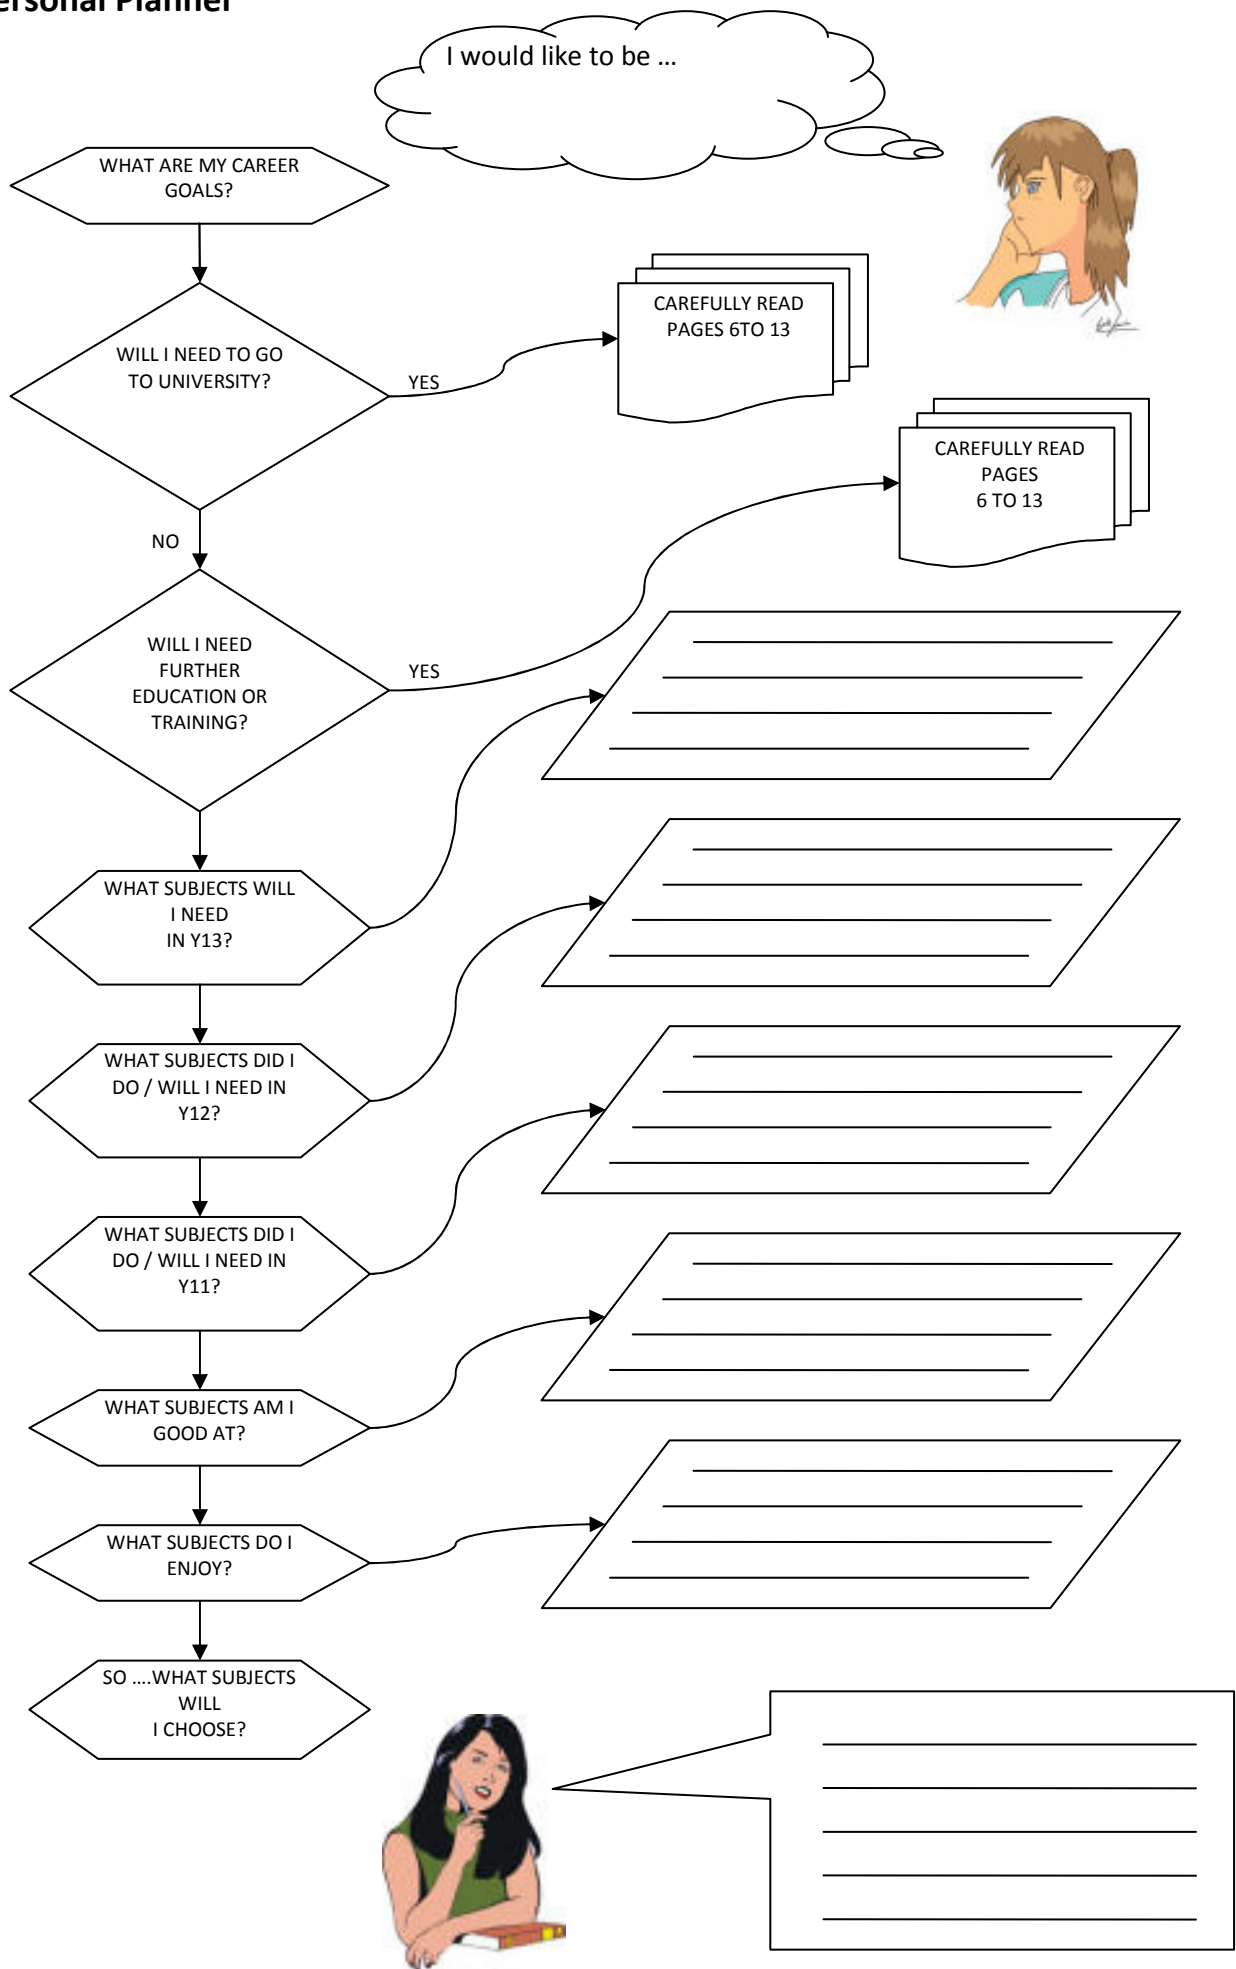 ersonal Planner
I would like to be ...
WHAT ARE MY CAREER
GOALS?
WILL I NEED TO GO
TO UNIVERSITY?
YES
CAREFULLY READ
PAGES 6TO 13
NO
CAREFULLY READ
PAGES
6 TO 13
WILL I NEED
FURTHER
EDUCATION OR
TRAINING?
YES
WHAT SUBJECTS WILL
I NEED
IN Y13?
WHAT SUBJECTS DID I
DO / WILL I NEED IN
Y12?
WHAT SUBJECTS DID I
DO / WILL I NEED IN
Y11?
WHAT SUBJECTS AM I
GOOD AT?
WHAT SUBJECTS DO I
ENJOY?
SO ....WHAT SUBJECTS
WILL
I CHOOSE?